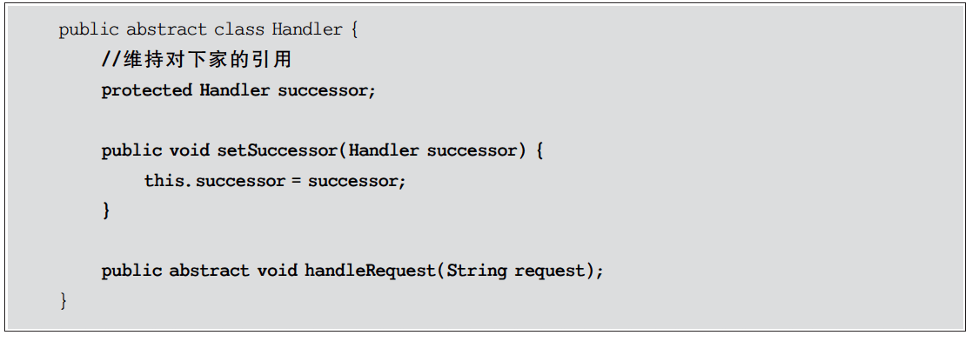 public abstract class Handler {
//维持对下家的引用
protected Handler successor;
public void setSuccessor(Handler successor) {
this.successor = successor;
}
public abstract void handleRequest(String request);
}